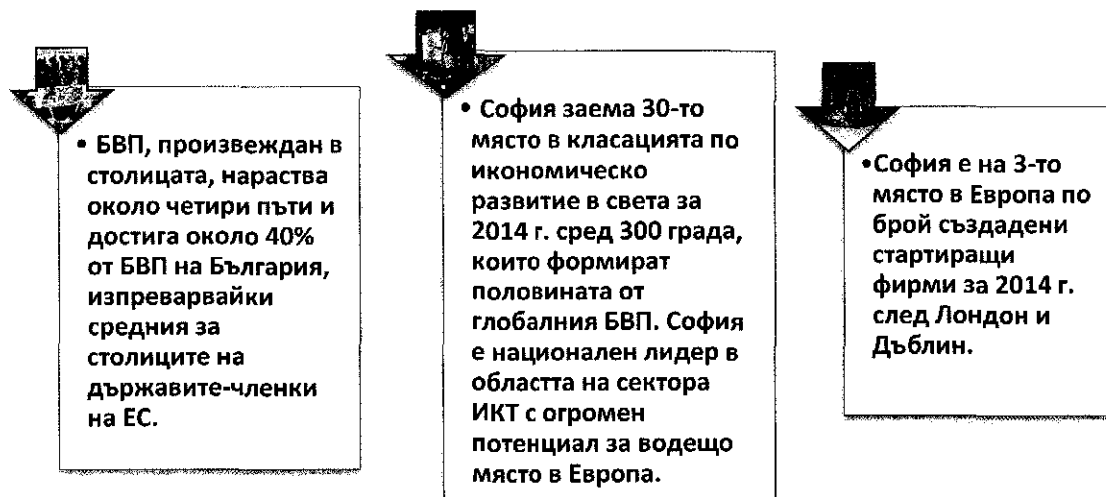 • БВП, произвеждан в
столицата, нараства
около четири пъти и
достига около 40%
от БВП на България,
изпреварвайки
средния за
столиците на
държавите-членки
на ЕС.
• София заема 30-то
място в класацията по
икономическо
развитие в света за
2014 г. сред 300 града,
които формират
половината от
глобалния БВП. София
е национален лидер в
областта на сектора
ИКТ с огромен
потенциал за водещо
място в Европа.
•София е на 3-то
място в Европа по
брой създадени
стартиращи
фирми за 2014 г.
след Лондон и
Дъблин.